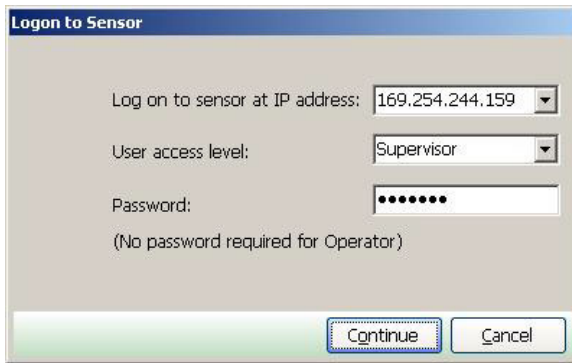 Logon to Sensor
Log on to sensor at IP address: 169.254.244.159
User access level: Supervisor
Password: •••••••
(No password required for Operator)
Continue Cancel